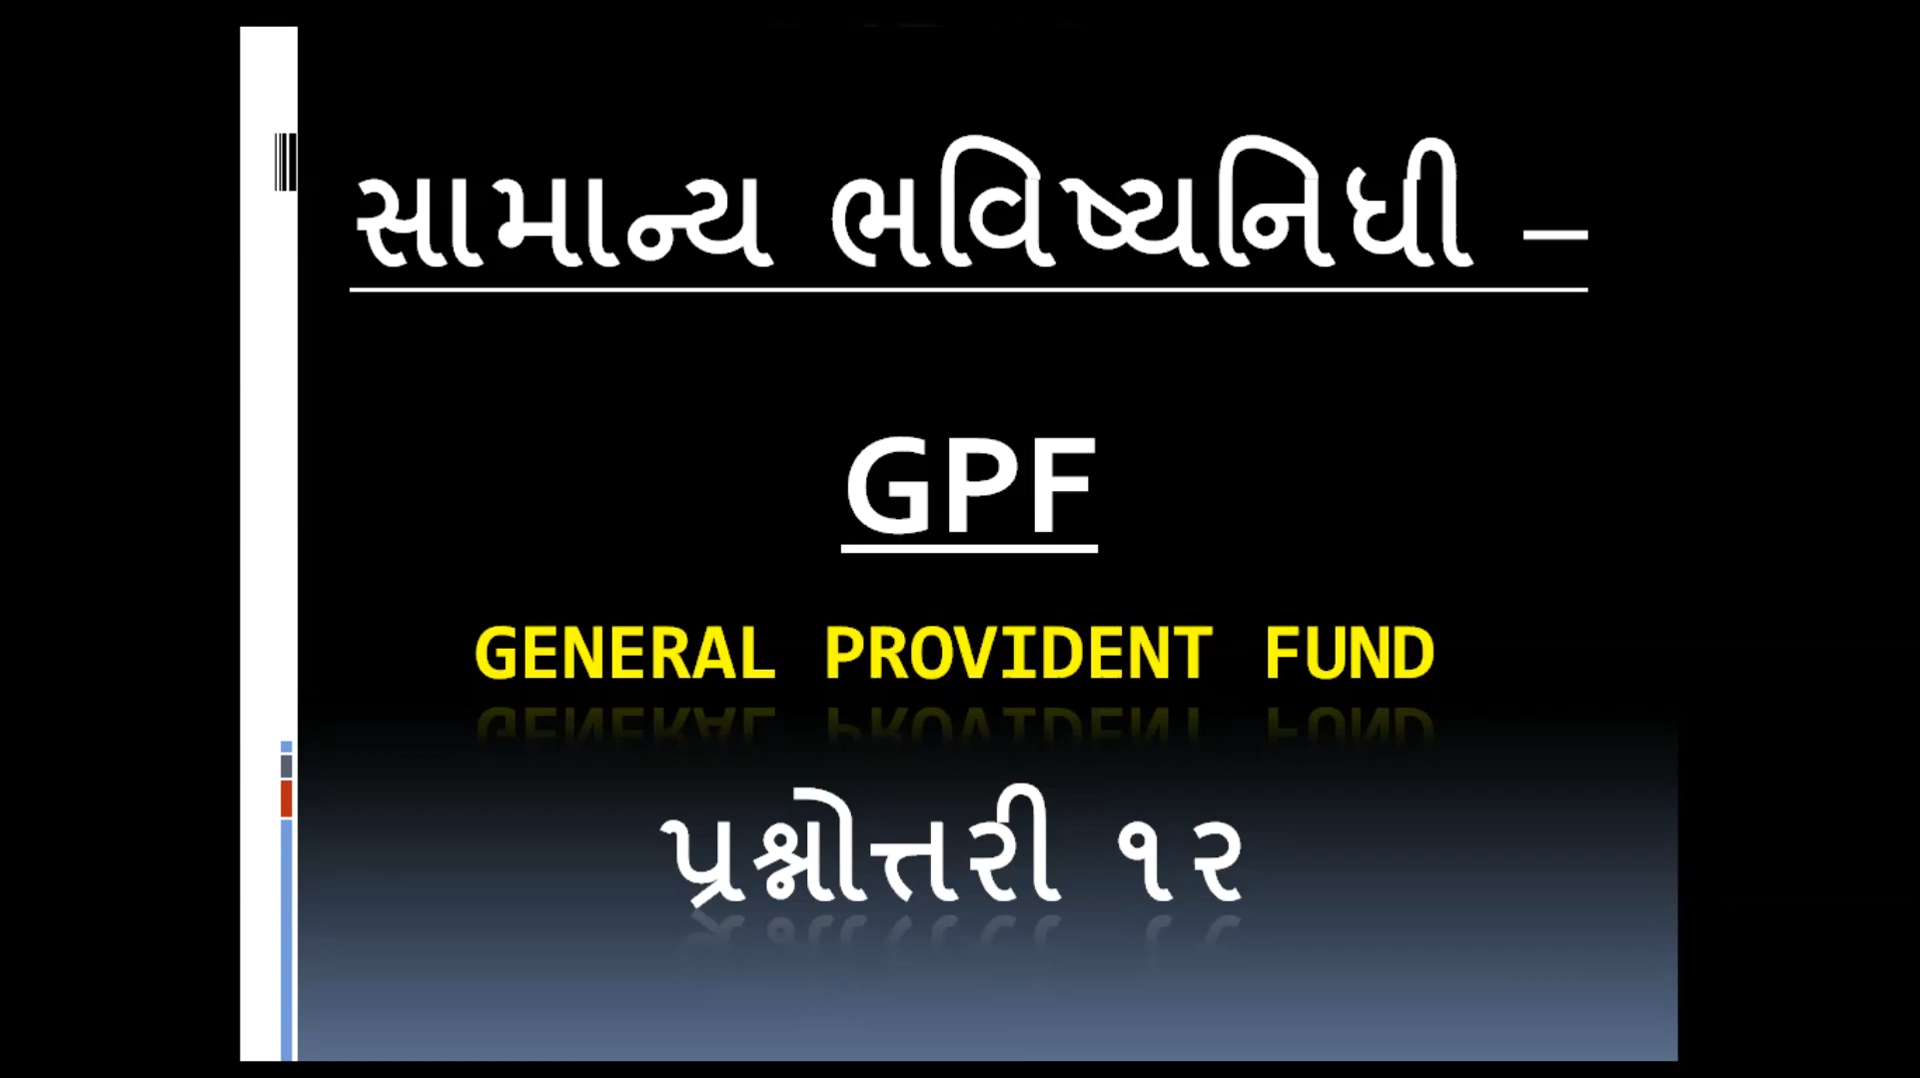 સામાન્ય ભવિષ્યનિધી –
GPF
GENERAL PROVIDENT FUND
પ્રશ્નોત્તરી ૧૨